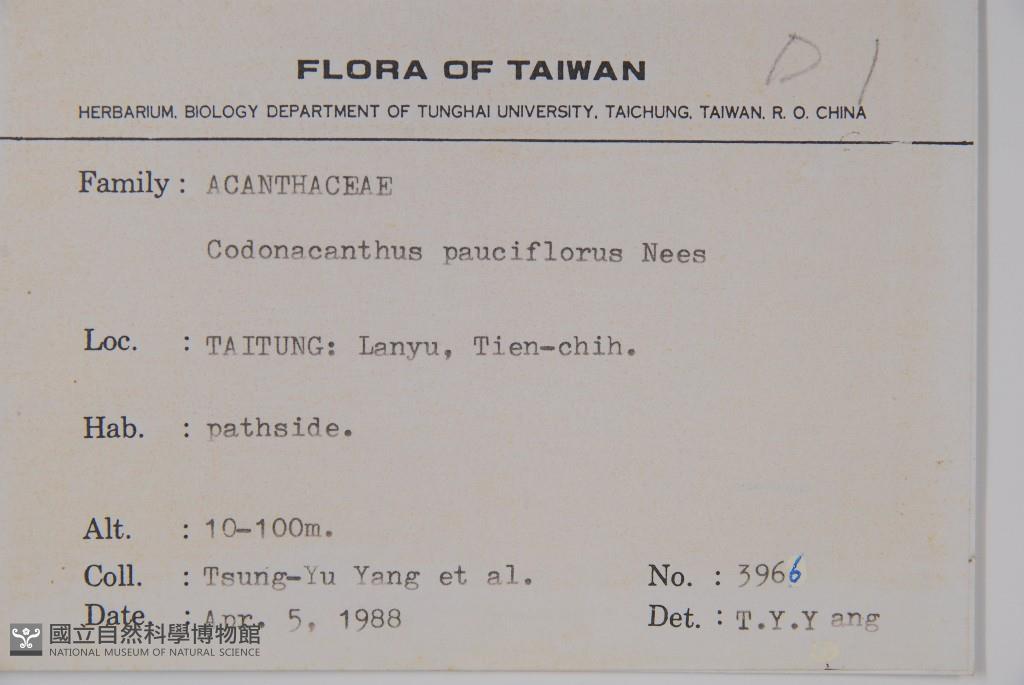 D 1
FLORA OF TAIWAN
HERBARIUM, BIOLOGY DEPARTMENT OF TUNGHAI UNIVERSITY, TAICHUNG, TAIWAN, R. O. CHINA
Family : ACANTHACEAE
Codonacanthus pauciflorus Nees
Loc. : TAITUNG: Lanyu, Tien-chih.
Hab. : pathside.
Alt. : 10-100m.
Coll. : Tsung-Yu Yang et al. No. : 3966
Date. : Apr. 5, 1988 Det. : T.Y.Y ang
國立自然科學博物館
NATIONAL MUSEUM OF NATURAL SCIENCE